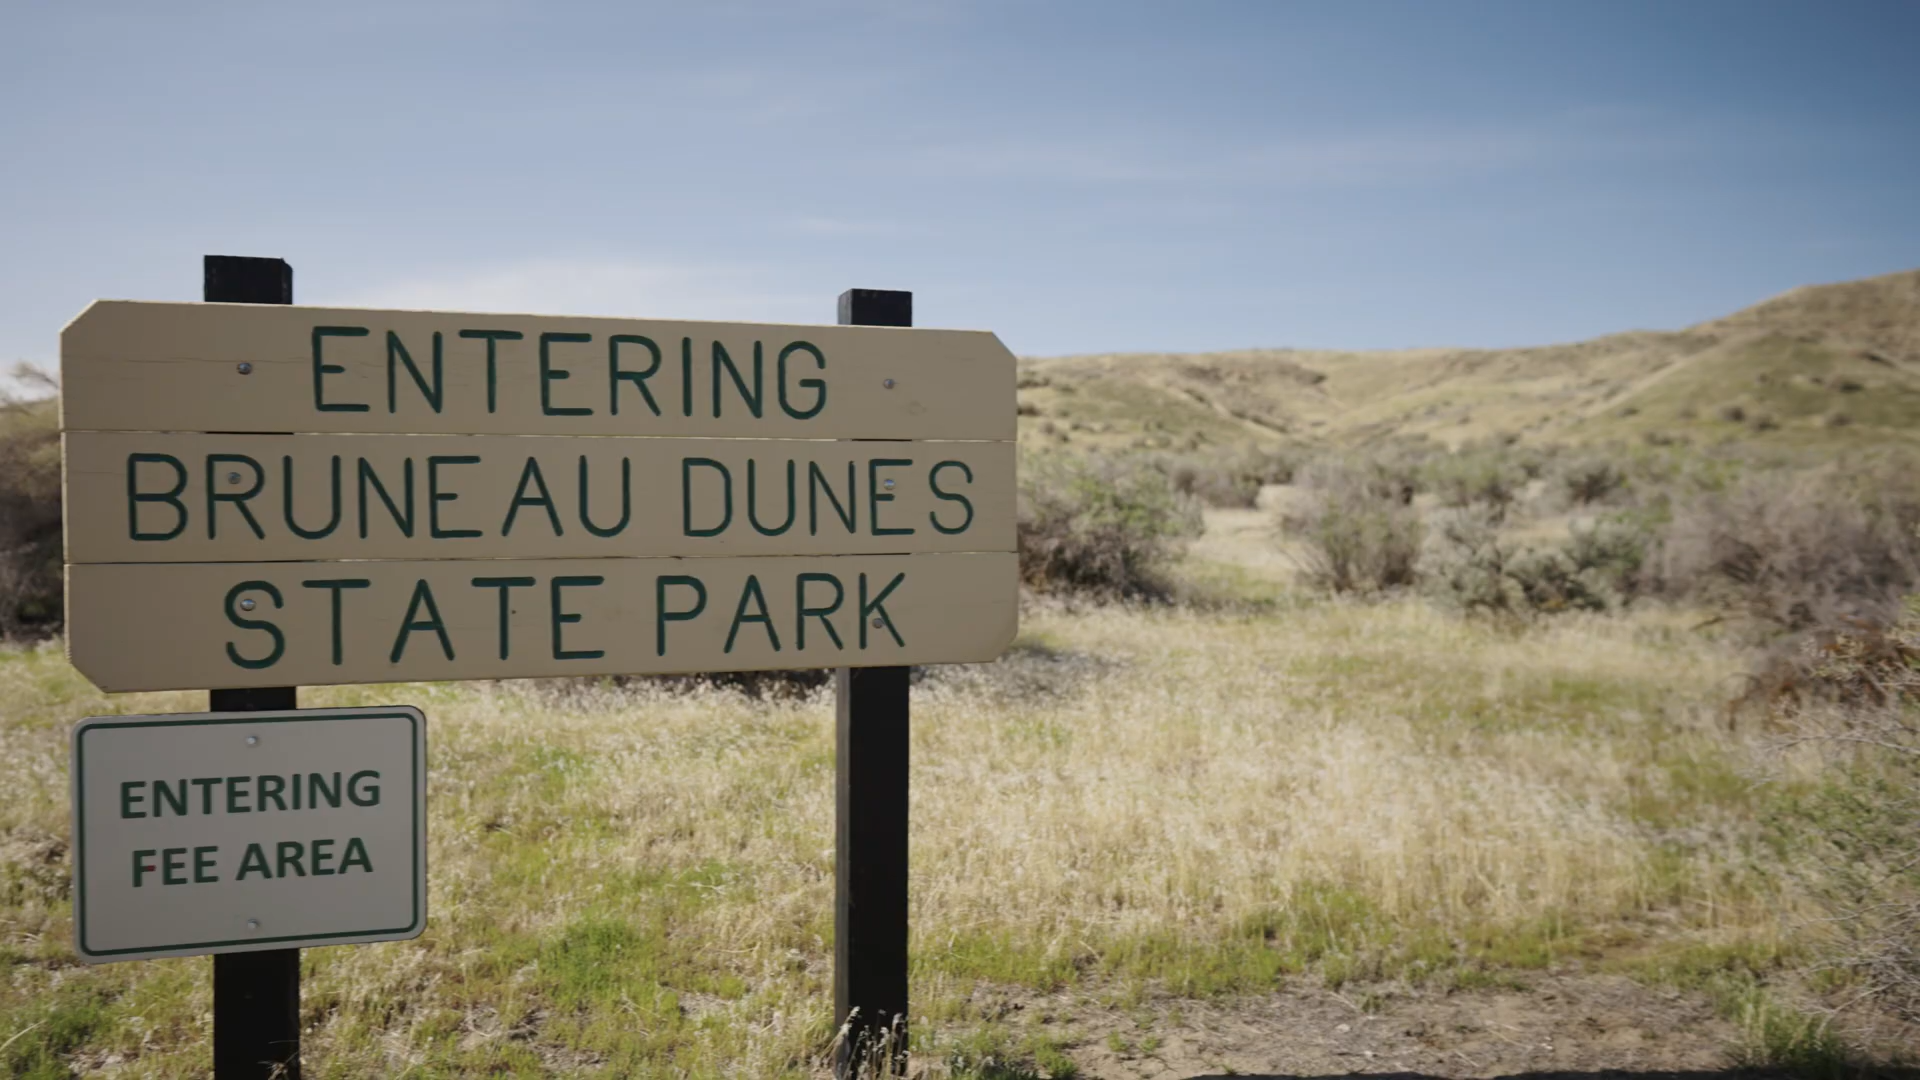 ENTERING
BRUNEAU DUNES
STATE PARK
ENTERING
FEE AREA